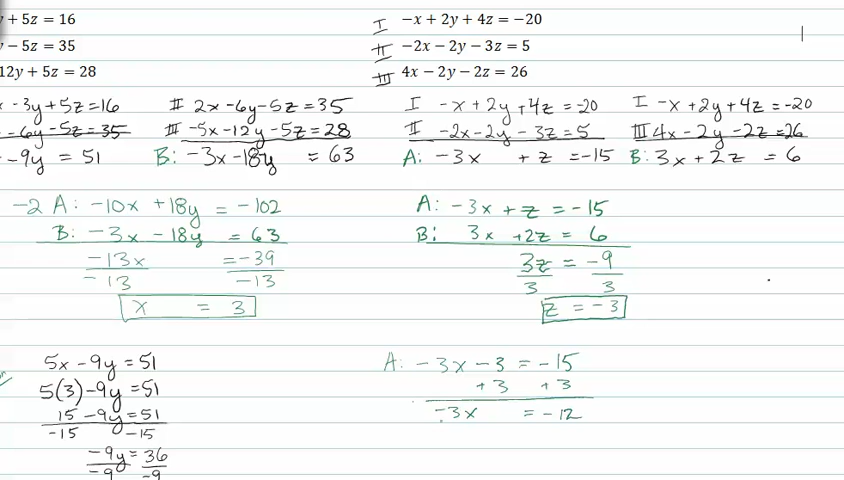 y + 5z = 16
y − 5z = 35
12y + 5z = 28
x -3y+5z=16
-6y-5z=35
-9y = 51
II 2x-6y-5z=35
III -5x-12y-5z=28
B: -3x-18y = 63
-2 A: -10x +18y = -102
B: -3x -18y = 63
-13x = -39
-13 -13
x = 3
5x -9y = 51
5(3)-9y = 51
15 -9y = 51
-15 -15
-9y = 36
-9 -9
I −x + 2y + 4z = −20
II −2x − 2y − 3z = 5
III 4x − 2y − 2z = 26
I -x+2y+4z=-20
II -2x-2y-3z=5
A: -3x +z =-15
I -x+2y+4z=-20
III 4x-2y-2z=26
B: 3x+2z = 6
A: -3x+z = -15
B: 3x +2z = 6
3z = -9
3 3
z = -3
A: -3x -3 = -15
+3 +3
-3x = -12